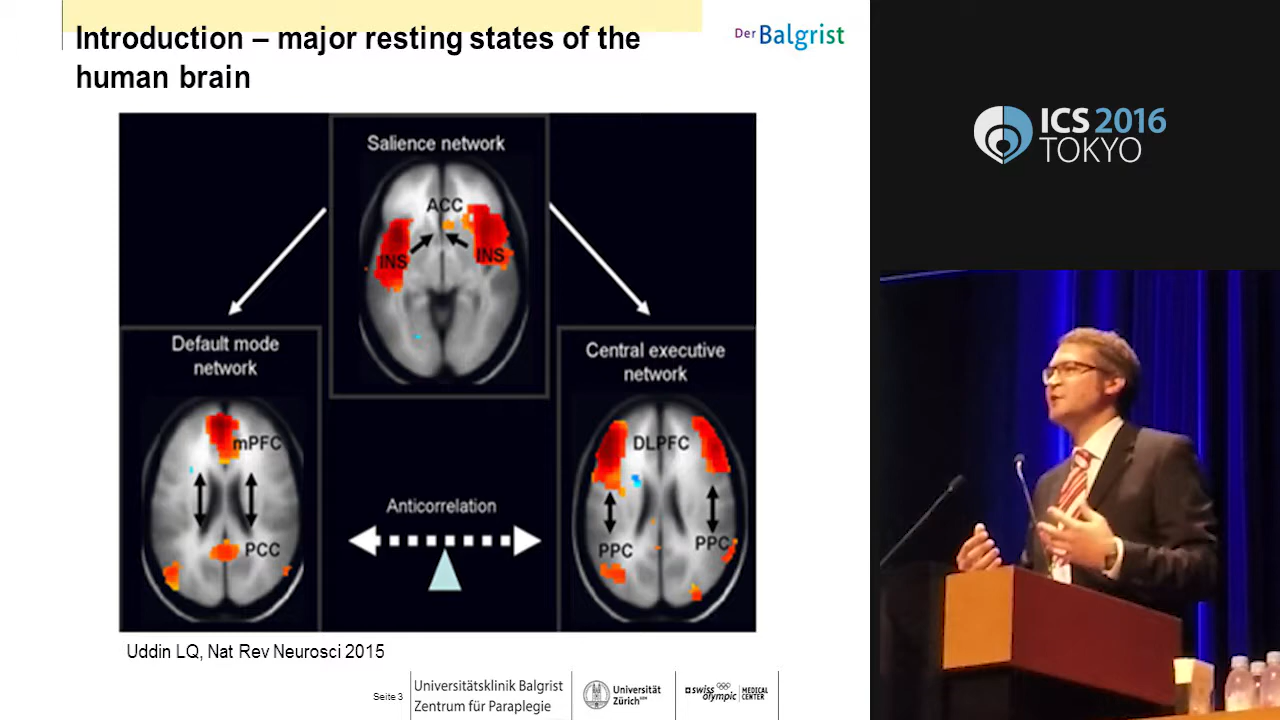 Introduction – major resting states of the
human brain
Der Balgrist
ICS 2016
TOKYO
Salience network
ACC
INS
INS
Default mode
network
mPFC
PCC
Central executive
network
DLPFC
PPC
PPC
Anticorrelation
Uddin LQ, Nat Rev Neurosci 2015
Seite 3
Universitätsklinik Balgrist
Zentrum für Paraplegie
Universität
Zürich
swiss olympic
MEDICAL
CENTER